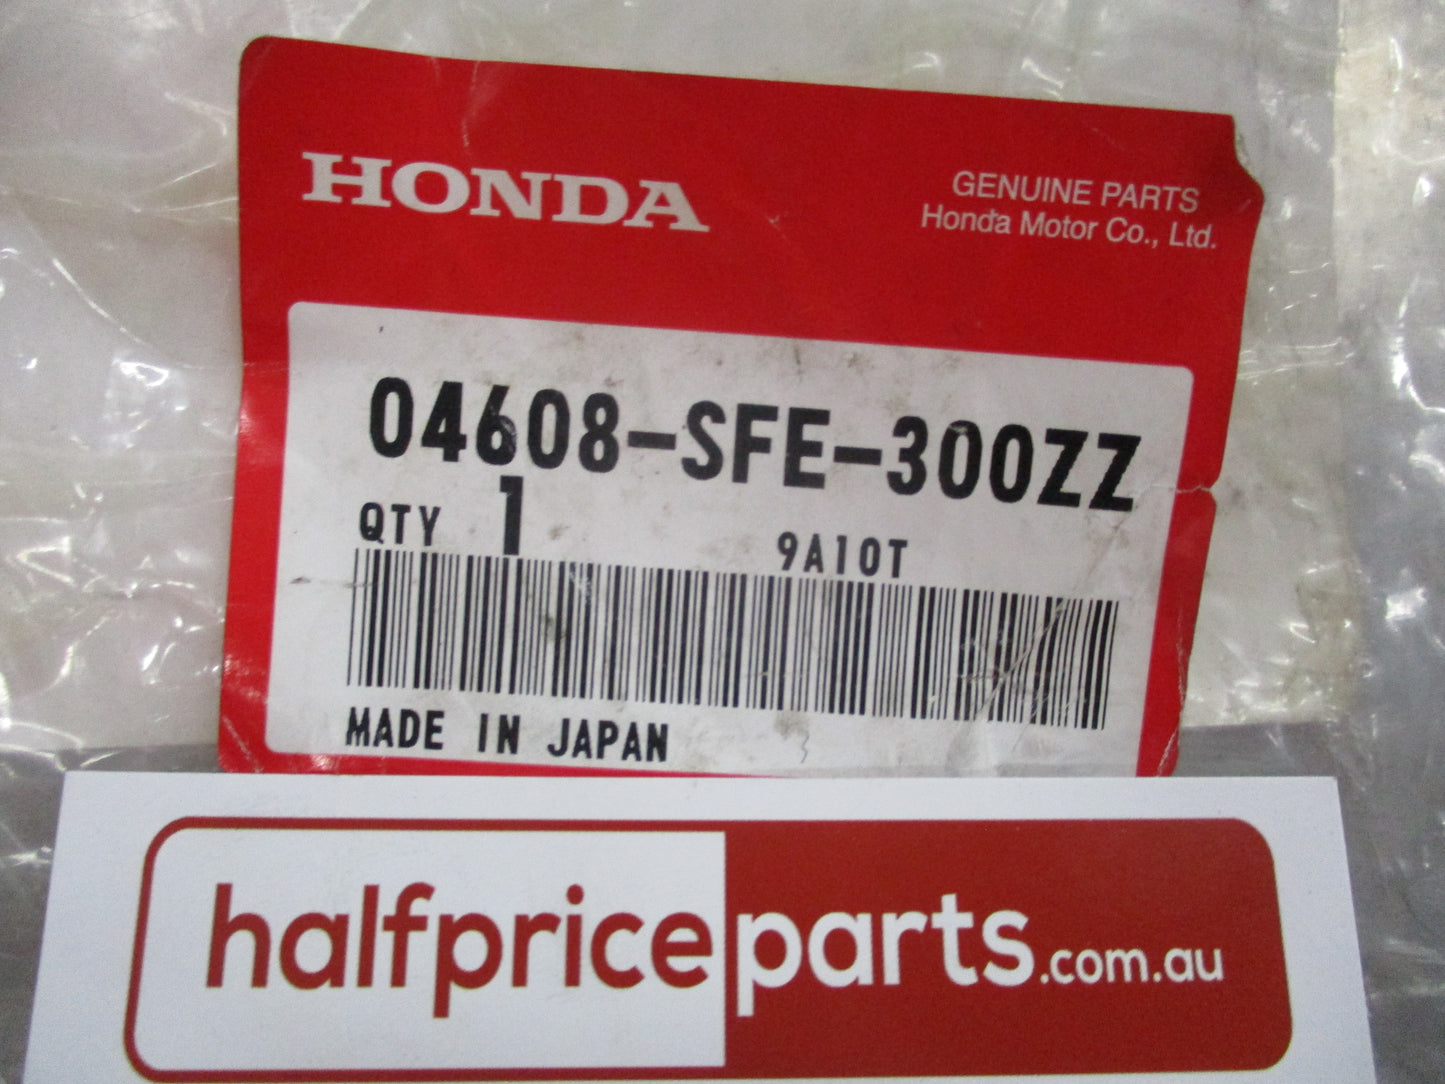 HONDA
GENUINE PARTS
Honda Motor Co., Ltd.
04608-SFE-300ZZ
QTY 1 9A10T
MADE IN JAPAN
halfpriceparts.com.au